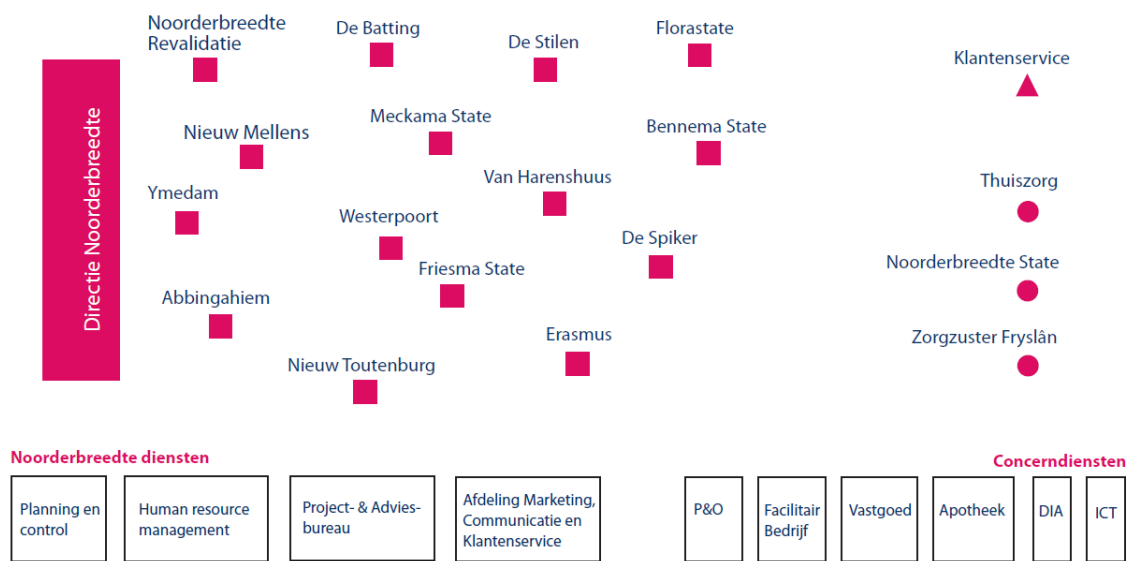 Directie Noorderbreedte
Noorderbreedte
Revalidatie
De Batting
De Stilen
Florastate
Klantenservice
Nieuw Mellens
Meckama State
Bennema State
Ymedam
Van Harenshuus
Thuiszorg
Westerpoort
De Spiker
Friesma State
Noorderbreedte State
Abbingahiem
Erasmus
Zorgzuster Fryslân
Nieuw Toutenburg
Noorderbreedte diensten
Planning en
control
Human resource
management
Project- & Advies-
bureau
Afdeling Marketing,
Communicatie en
Klantenservice
Concerndiensten
P&O
Facilitair
Bedrijf
Vastgoed
Apotheek
DIA
ICT